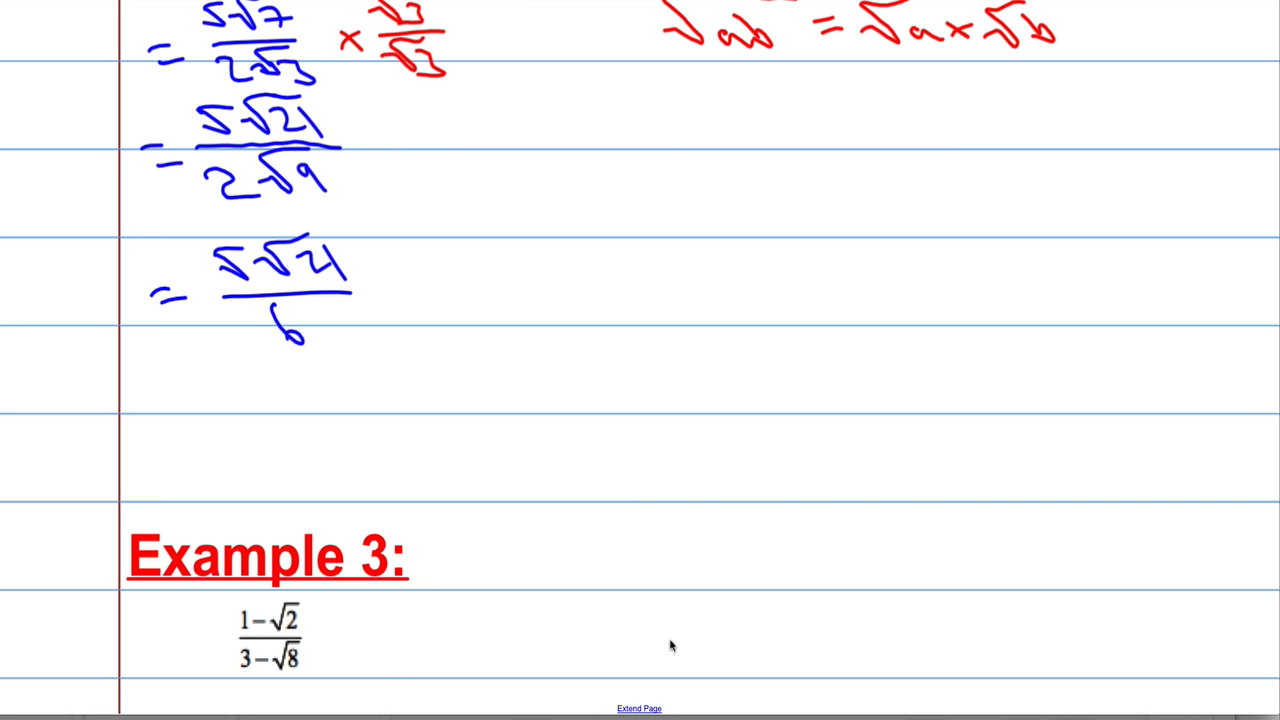 = 5√7/2√3 × √3/√3
√ab = √a × √b
= 5√21/2√9
= 5√21/6
Example 3:
1−√2
3−√8
Extend Page